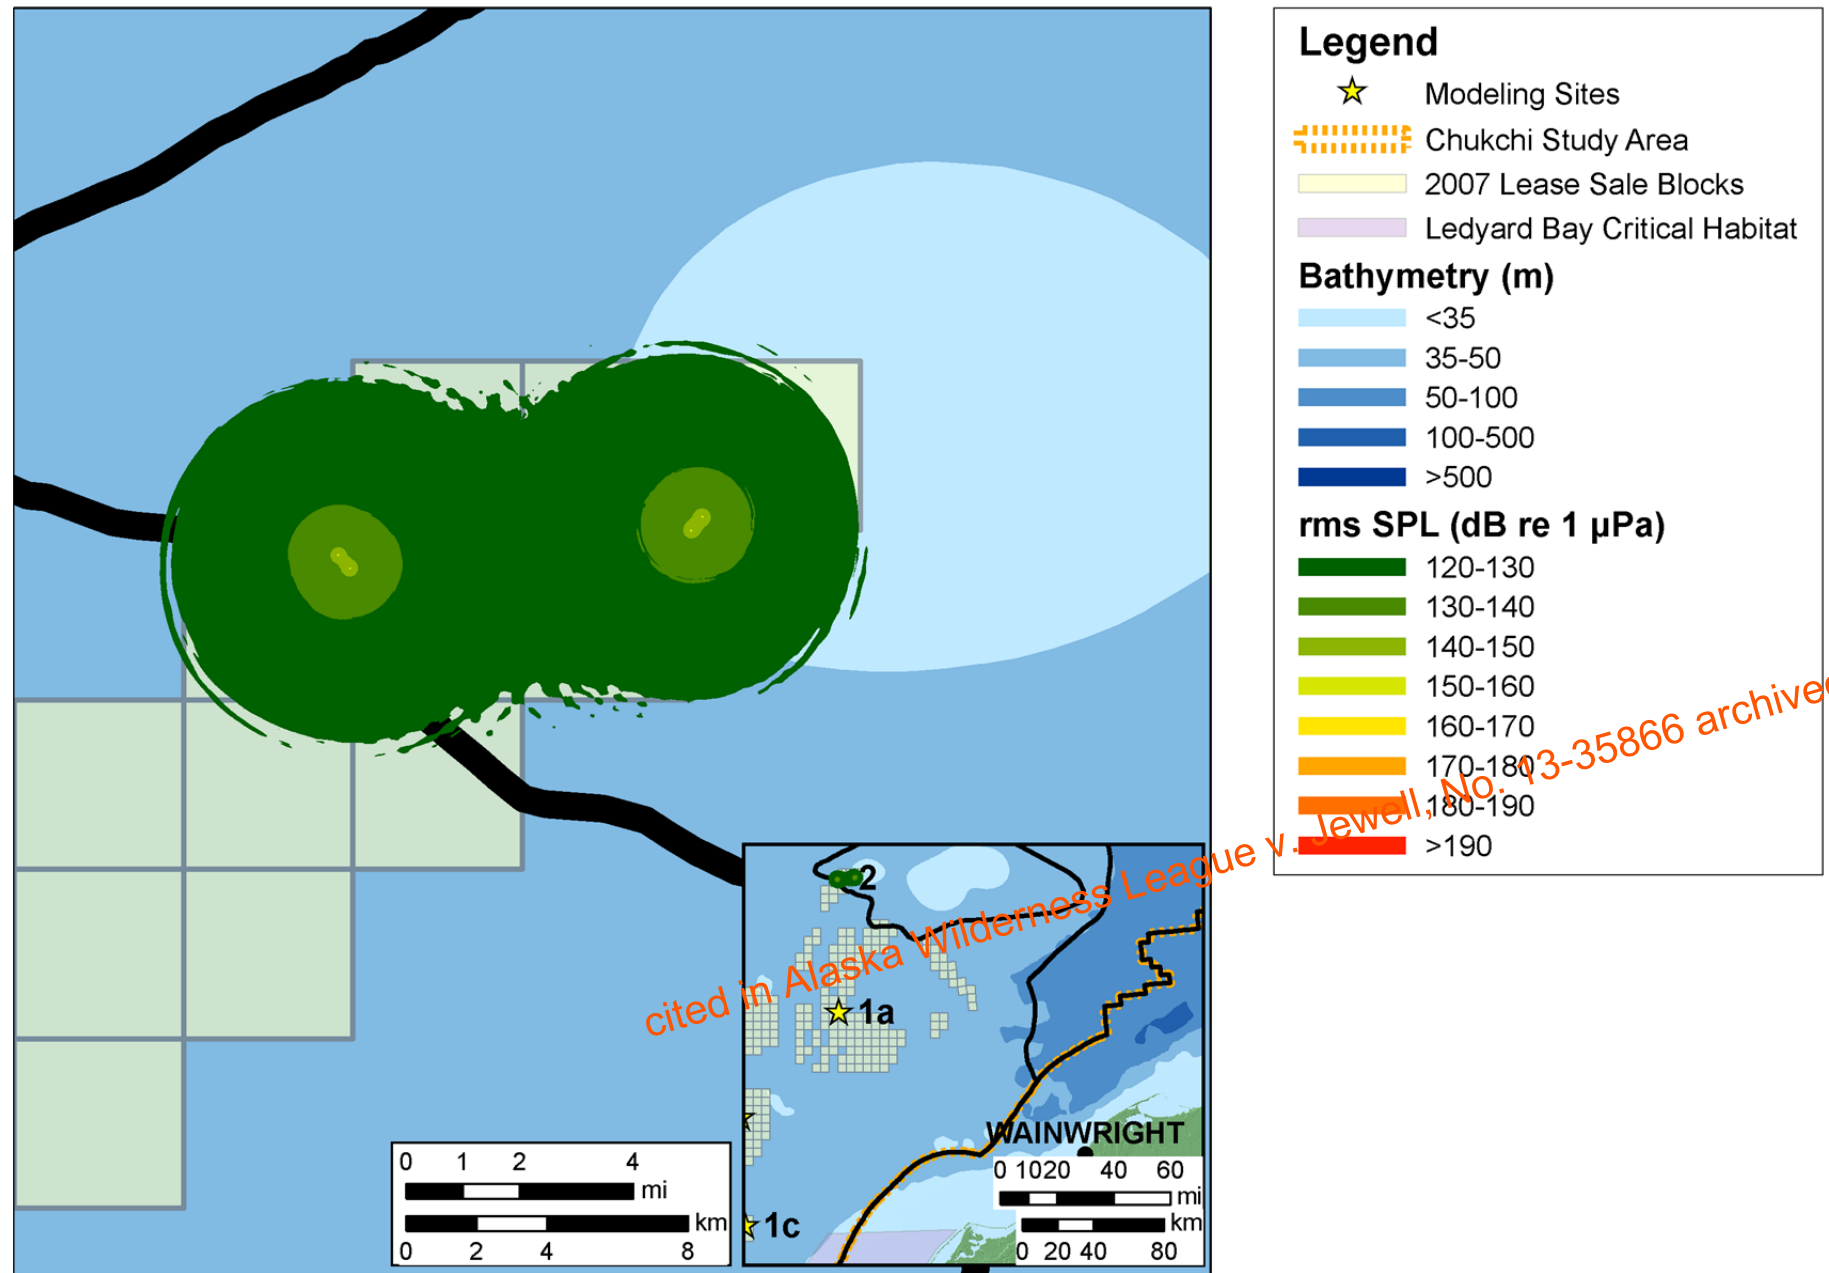 Legend
Modeling Sites
Chukchi Study Area
2007 Lease Sale Blocks
Ledyard Bay Critical Habitat
Bathymetry (m)
<35
35-50
50-100
100-500
>500
rms SPL (dB re 1 µPa)
120-130
130-140
140-150
150-160
160-170
170-180
180-190
>190
cited in Alaska Wilderness League v. Jewell, No. 13-35866 archived
2
1a
1c
WAINWRIGHT
0 10 20 40 60
mi
km
0 20 40 80
0 1 2 4
mi
km
0 2 4 8